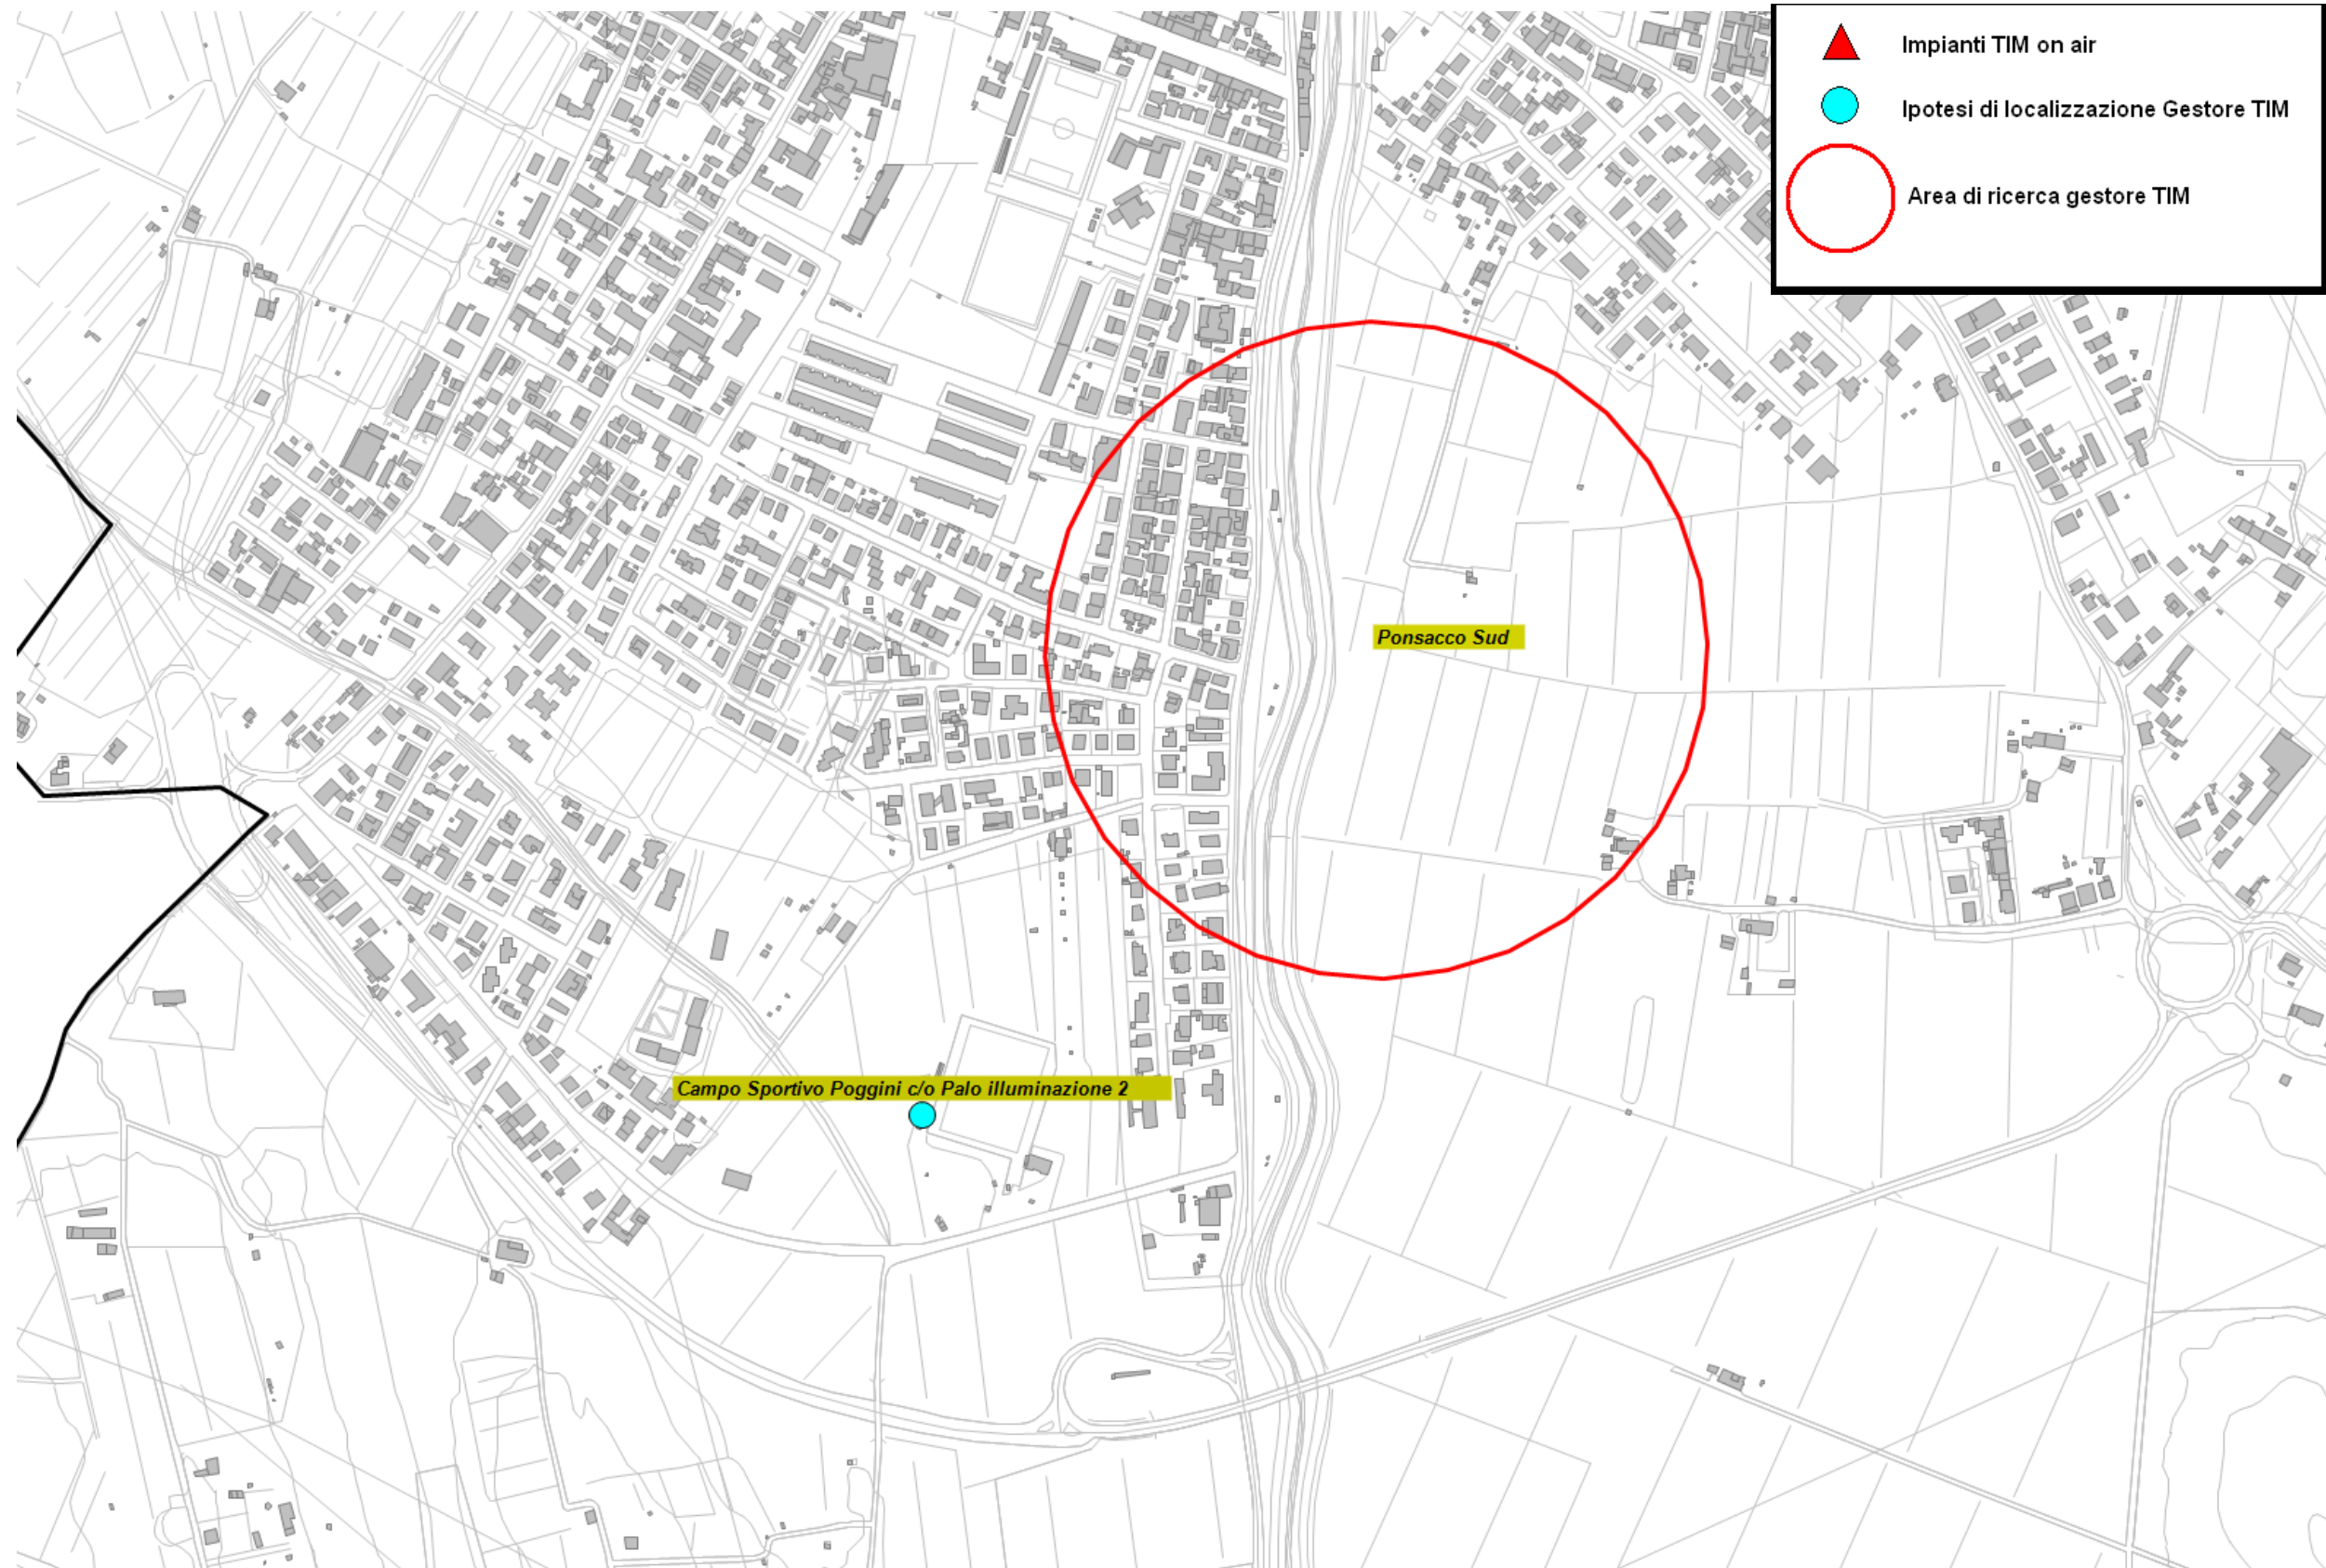 Impianti TIM on air
Ipotesi di localizzazione Gestore TIM
Area di ricerca gestore TIM
Ponsacco Sud
Campo Sportivo Poggini c/o Palo illuminazione 2